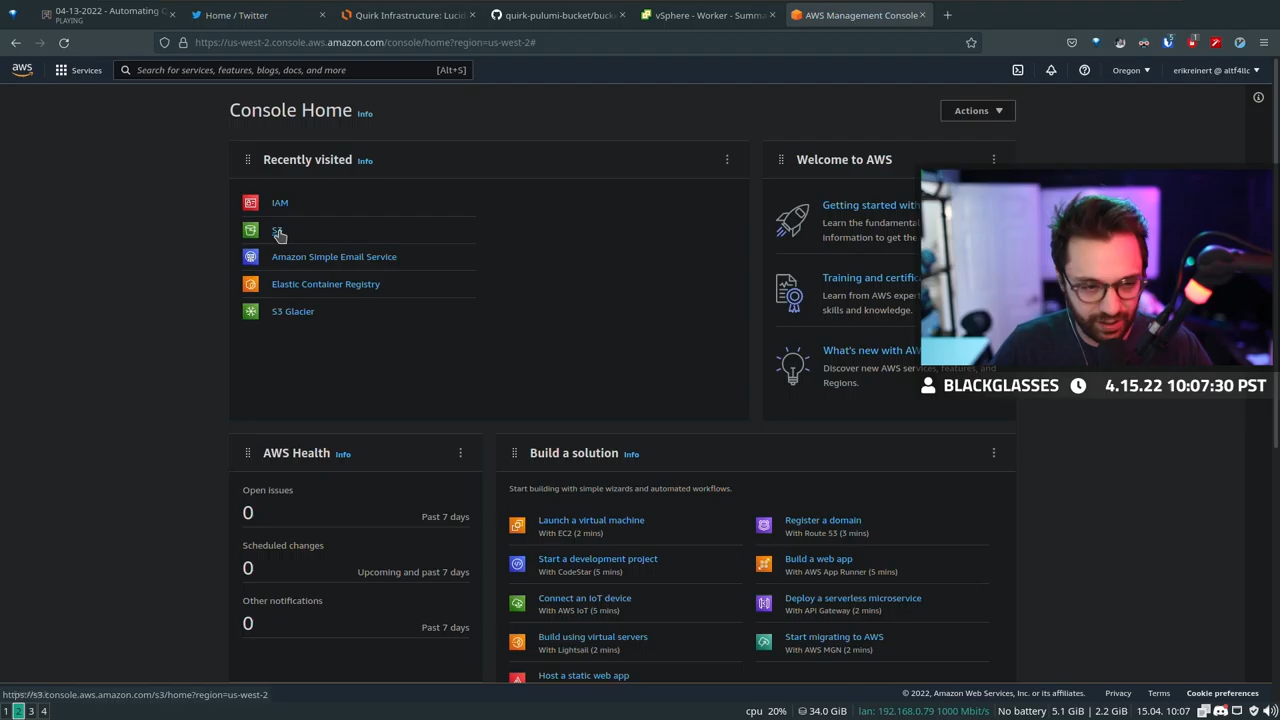 04-13-2022 - Automating Q
PLAYING
Home / Twitter
Quirk Infrastructure: Lucid
quirk-pulumi-bucket/bucke
vSphere - Worker - Summa
AWS Management Console
https://us-west-2.console.aws.amazon.com/console/home?region=us-west-2#
aws
Services
Search for services, features, blogs, docs, and more
[Alt+S]
Oregon
erikreinert @ altf4llc
Console Home
Info
Actions
Recently visited
Info
IAM
Amazon Simple Email Service
Elastic Container Registry
S3 Glacier
Welcome to AWS
Getting started with
Learn the fundamental
information to get the
Training and certific
Learn from AWS exper
skills and knowledge.
What's new with AW
Discover new AWS services, features, and
Regions.
BLACKGLASSES
4.15.22 10:07:30 PST
AWS Health
Info
Open issues
0
Past 7 days
Scheduled changes
0
Upcoming and past 7 days
Other notifications
0
Past 7 days
Build a solution
Info
Start building with simple wizards and automated workflows.
Launch a virtual machine
With EC2 (2 mins)
Register a domain
With Route 53 (3 mins)
Start a development project
With CodeStar (5 mins)
Build a web app
With AWS App Runner (5 mins)
Connect an IoT device
With AWS IoT (5 mins)
Deploy a serverless microservice
With API Gateway (2 mins)
Build using virtual servers
With Lightsail (2 mins)
Start migrating to AWS
With AWS MGN (2 mins)
Host a static web app
https://s3.console.aws.amazon.com/s3/home?region=us-west-2
© 2022, Amazon Web Services, Inc. or its affiliates.
Privacy
Terms
Cookie preferences
1 2 3 4
cpu 20%
34.0 GiB
lan: 192.168.0.79 1000 Mbit/s
No battery
5.1 GiB
2.2 GiB
15.04. 10:07